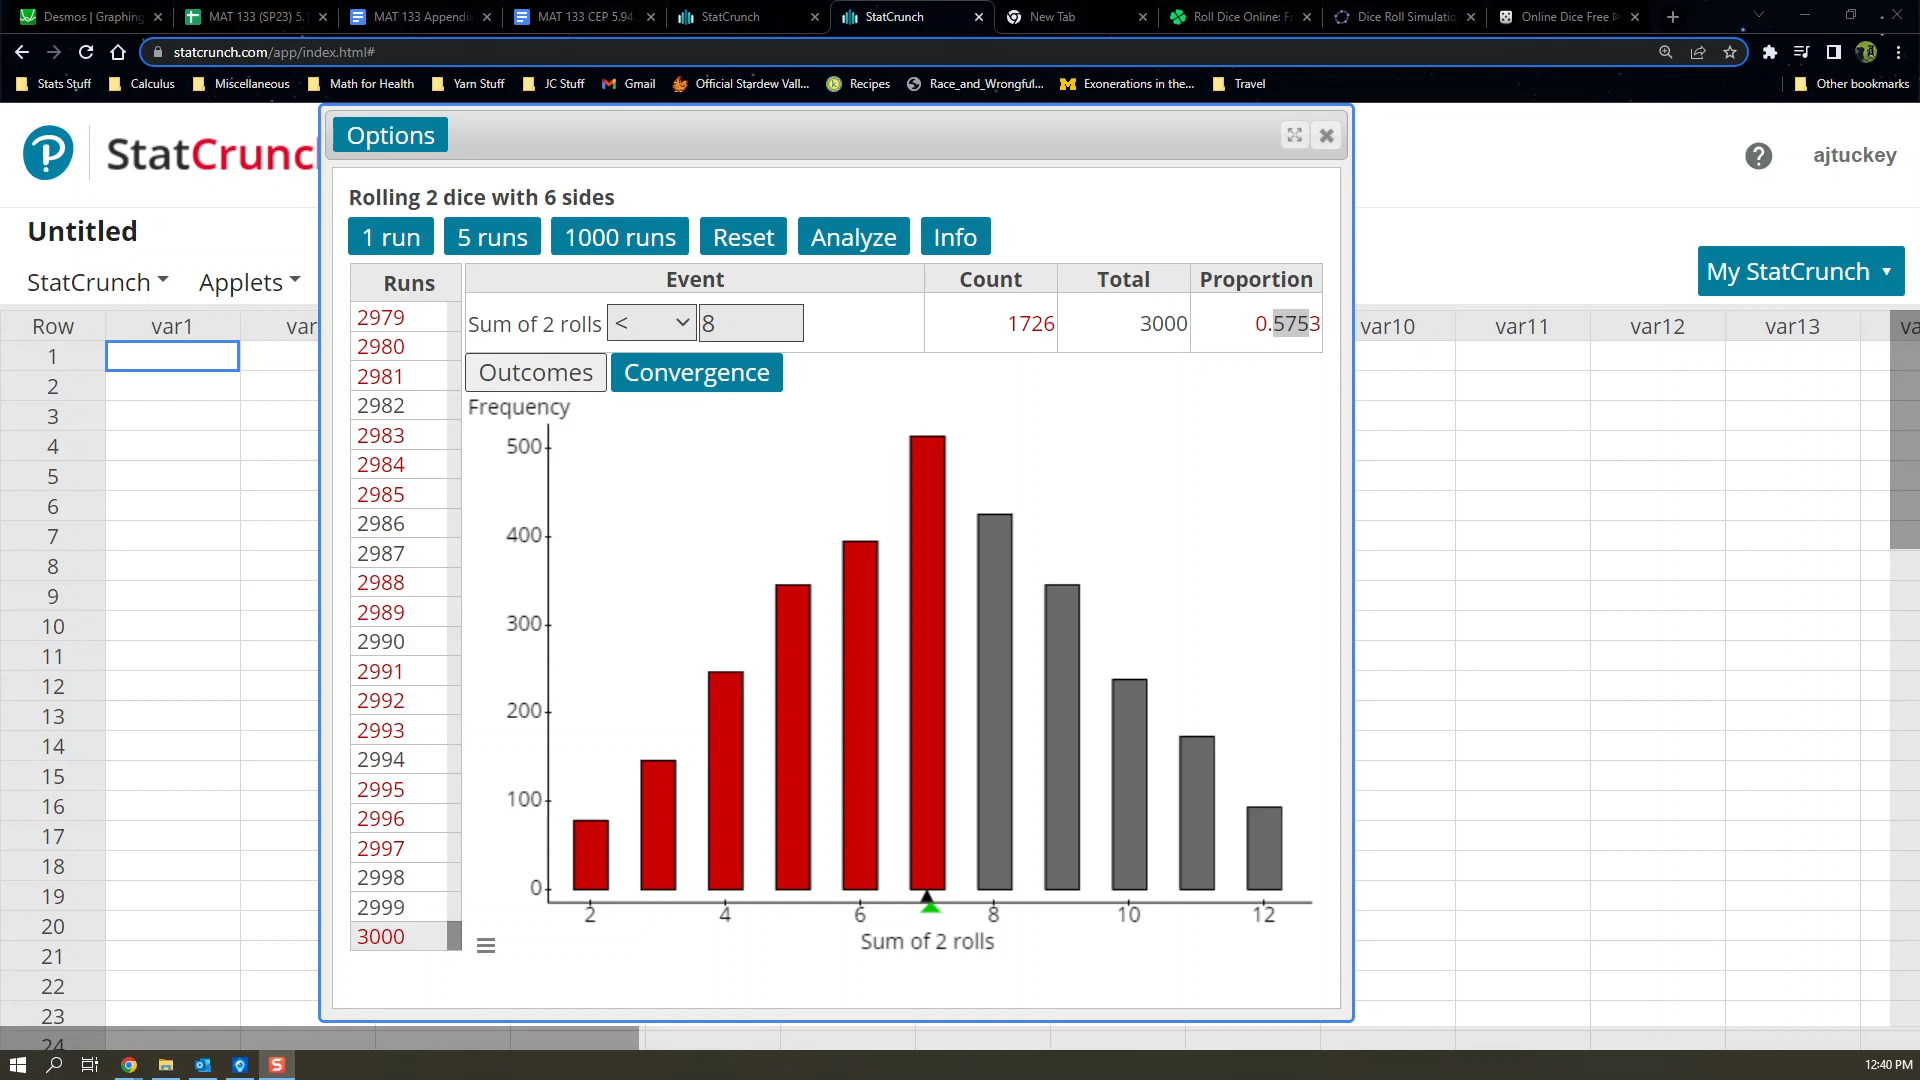 Desmos | Graphing
MAT 133 (SP23) 5.
MAT 133 Appendi
MAT 133 CEP 5.94
StatCrunch
StatCrunch
New Tab
Roll Dice Online: F
Dice Roll Simulatio
Online Dice Free
statcrunch.com/app/index.html#
Stats Stuff
Calculus
Miscellaneous
Math for Health
Yarn Stuff
JC Stuff
Gmail
Official Stardew Vall...
Recipes
Race_and_Wrongful...
Exonerations in the...
Travel
Other bookmarks
StatCrunc
ajtuckey
Untitled
StatCrunch
Applets
My StatCrunch
Options
Rolling 2 dice with 6 sides
1 run 5 runs 1000 runs Reset Analyze Info
Runs Event Count Total Proportion
Sum of 2 rolls < 8 1726 3000 0.5753
Outcomes Convergence
2979
2980
2981
2982
2983
2984
2985
2986
2987
2988
2989
2990
2991
2992
2993
2994
2995
2996
2997
2998
2999
3000
Frequency
500
400
300
200
100
0
2 4 6 8 10 12
Sum of 2 rolls
Row var1 var var10 var11 var12 var13 va
1
2
3
4
5
6
7
8
9
10
11
12
13
14
15
16
17
18
19
20
21
22
23
24
12:40 PM